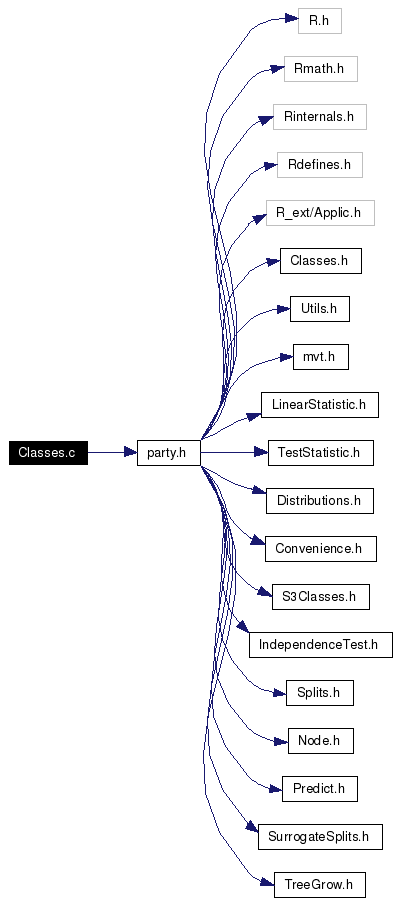 R.h
Rmath.h
Rinternals.h
Rdefines.h
R_ext/Applic.h
Classes.h
Utils.h
mvt.h
LinearStatistic.h
Classes.c
party.h
TestStatistic.h
Distributions.h
Convenience.h
S3Classes.h
IndependenceTest.h
Splits.h
Node.h
Predict.h
SurrogateSplits.h
TreeGrow.h